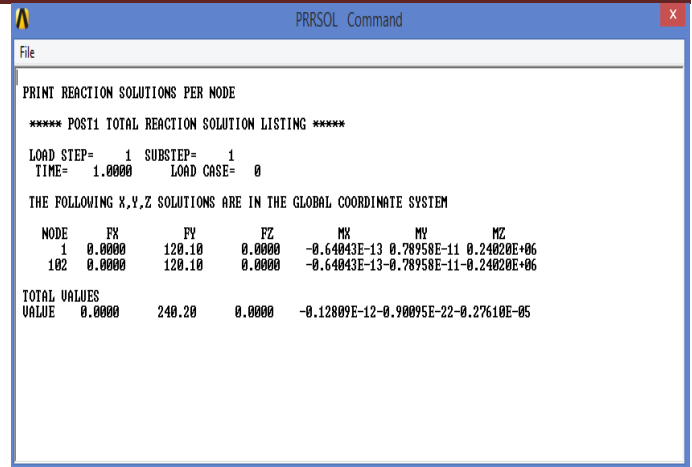 PRRSOL Command
X
File
PRINT REACTION SOLUTIONS PER NODE
***** POST1 TOTAL REACTION SOLUTION LISTING *****
LOAD STEP= 1 SUBSTEP= 1
TIME= 1.0000 LOAD CASE= 0
THE FOLLOWING X,Y,Z SOLUTIONS ARE IN THE GLOBAL COORDINATE SYSTEM
NODE FX FY FZ MX MY MZ
1 0.0000 120.10 0.0000 -0.64043E-13 0.78958E-11 0.24020E+06
102 0.0000 120.10 0.0000 -0.64043E-13-0.78958E-11-0.24020E+06
TOTAL VALUES
VALUE 0.0000 240.20 0.0000 -0.12809E-12-0.90095E-22-0.27610E-05